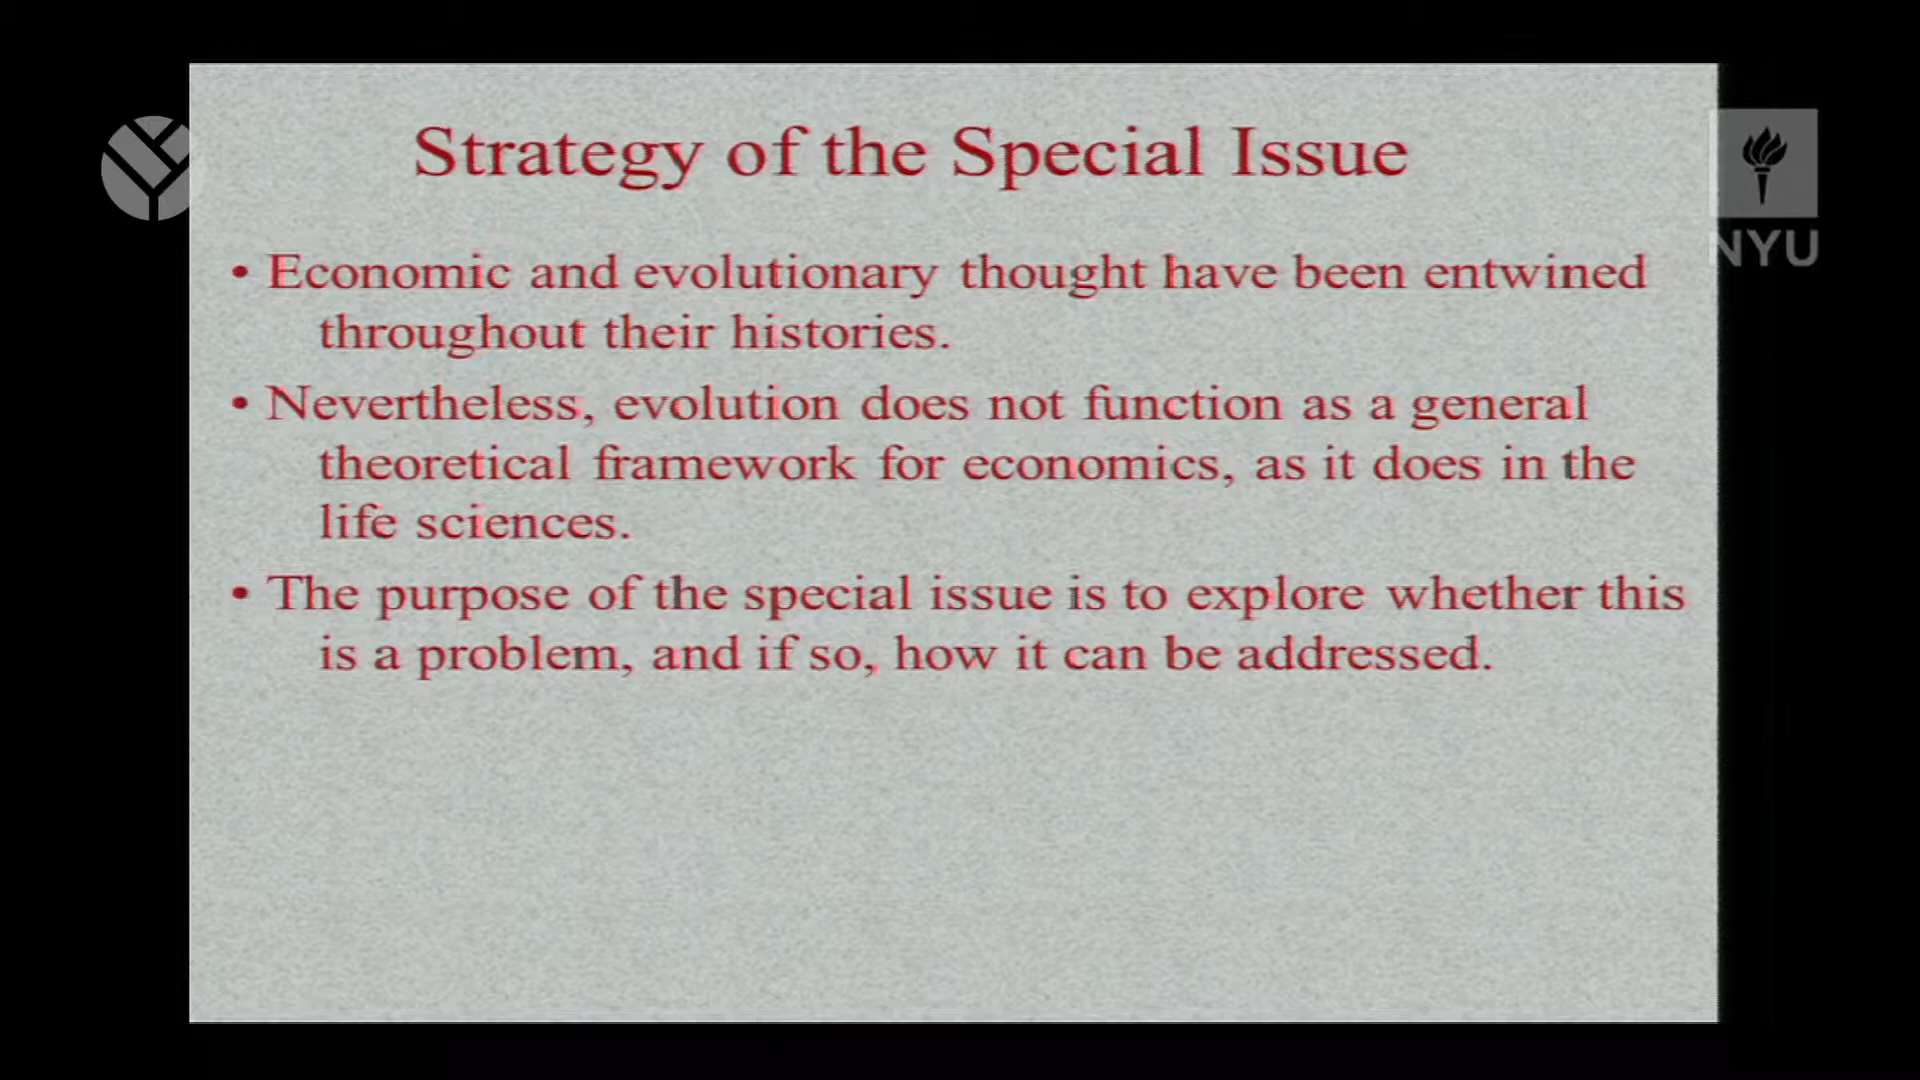 Strategy of the Special Issue
• Economic and evolutionary thought have been entwined
throughout their histories.
• Nevertheless, evolution does not function as a general
theoretical framework for economics, as it does in the
life sciences.
• The purpose of the special issue is to explore whether this
is a problem, and if so, how it can be addressed.
NYU